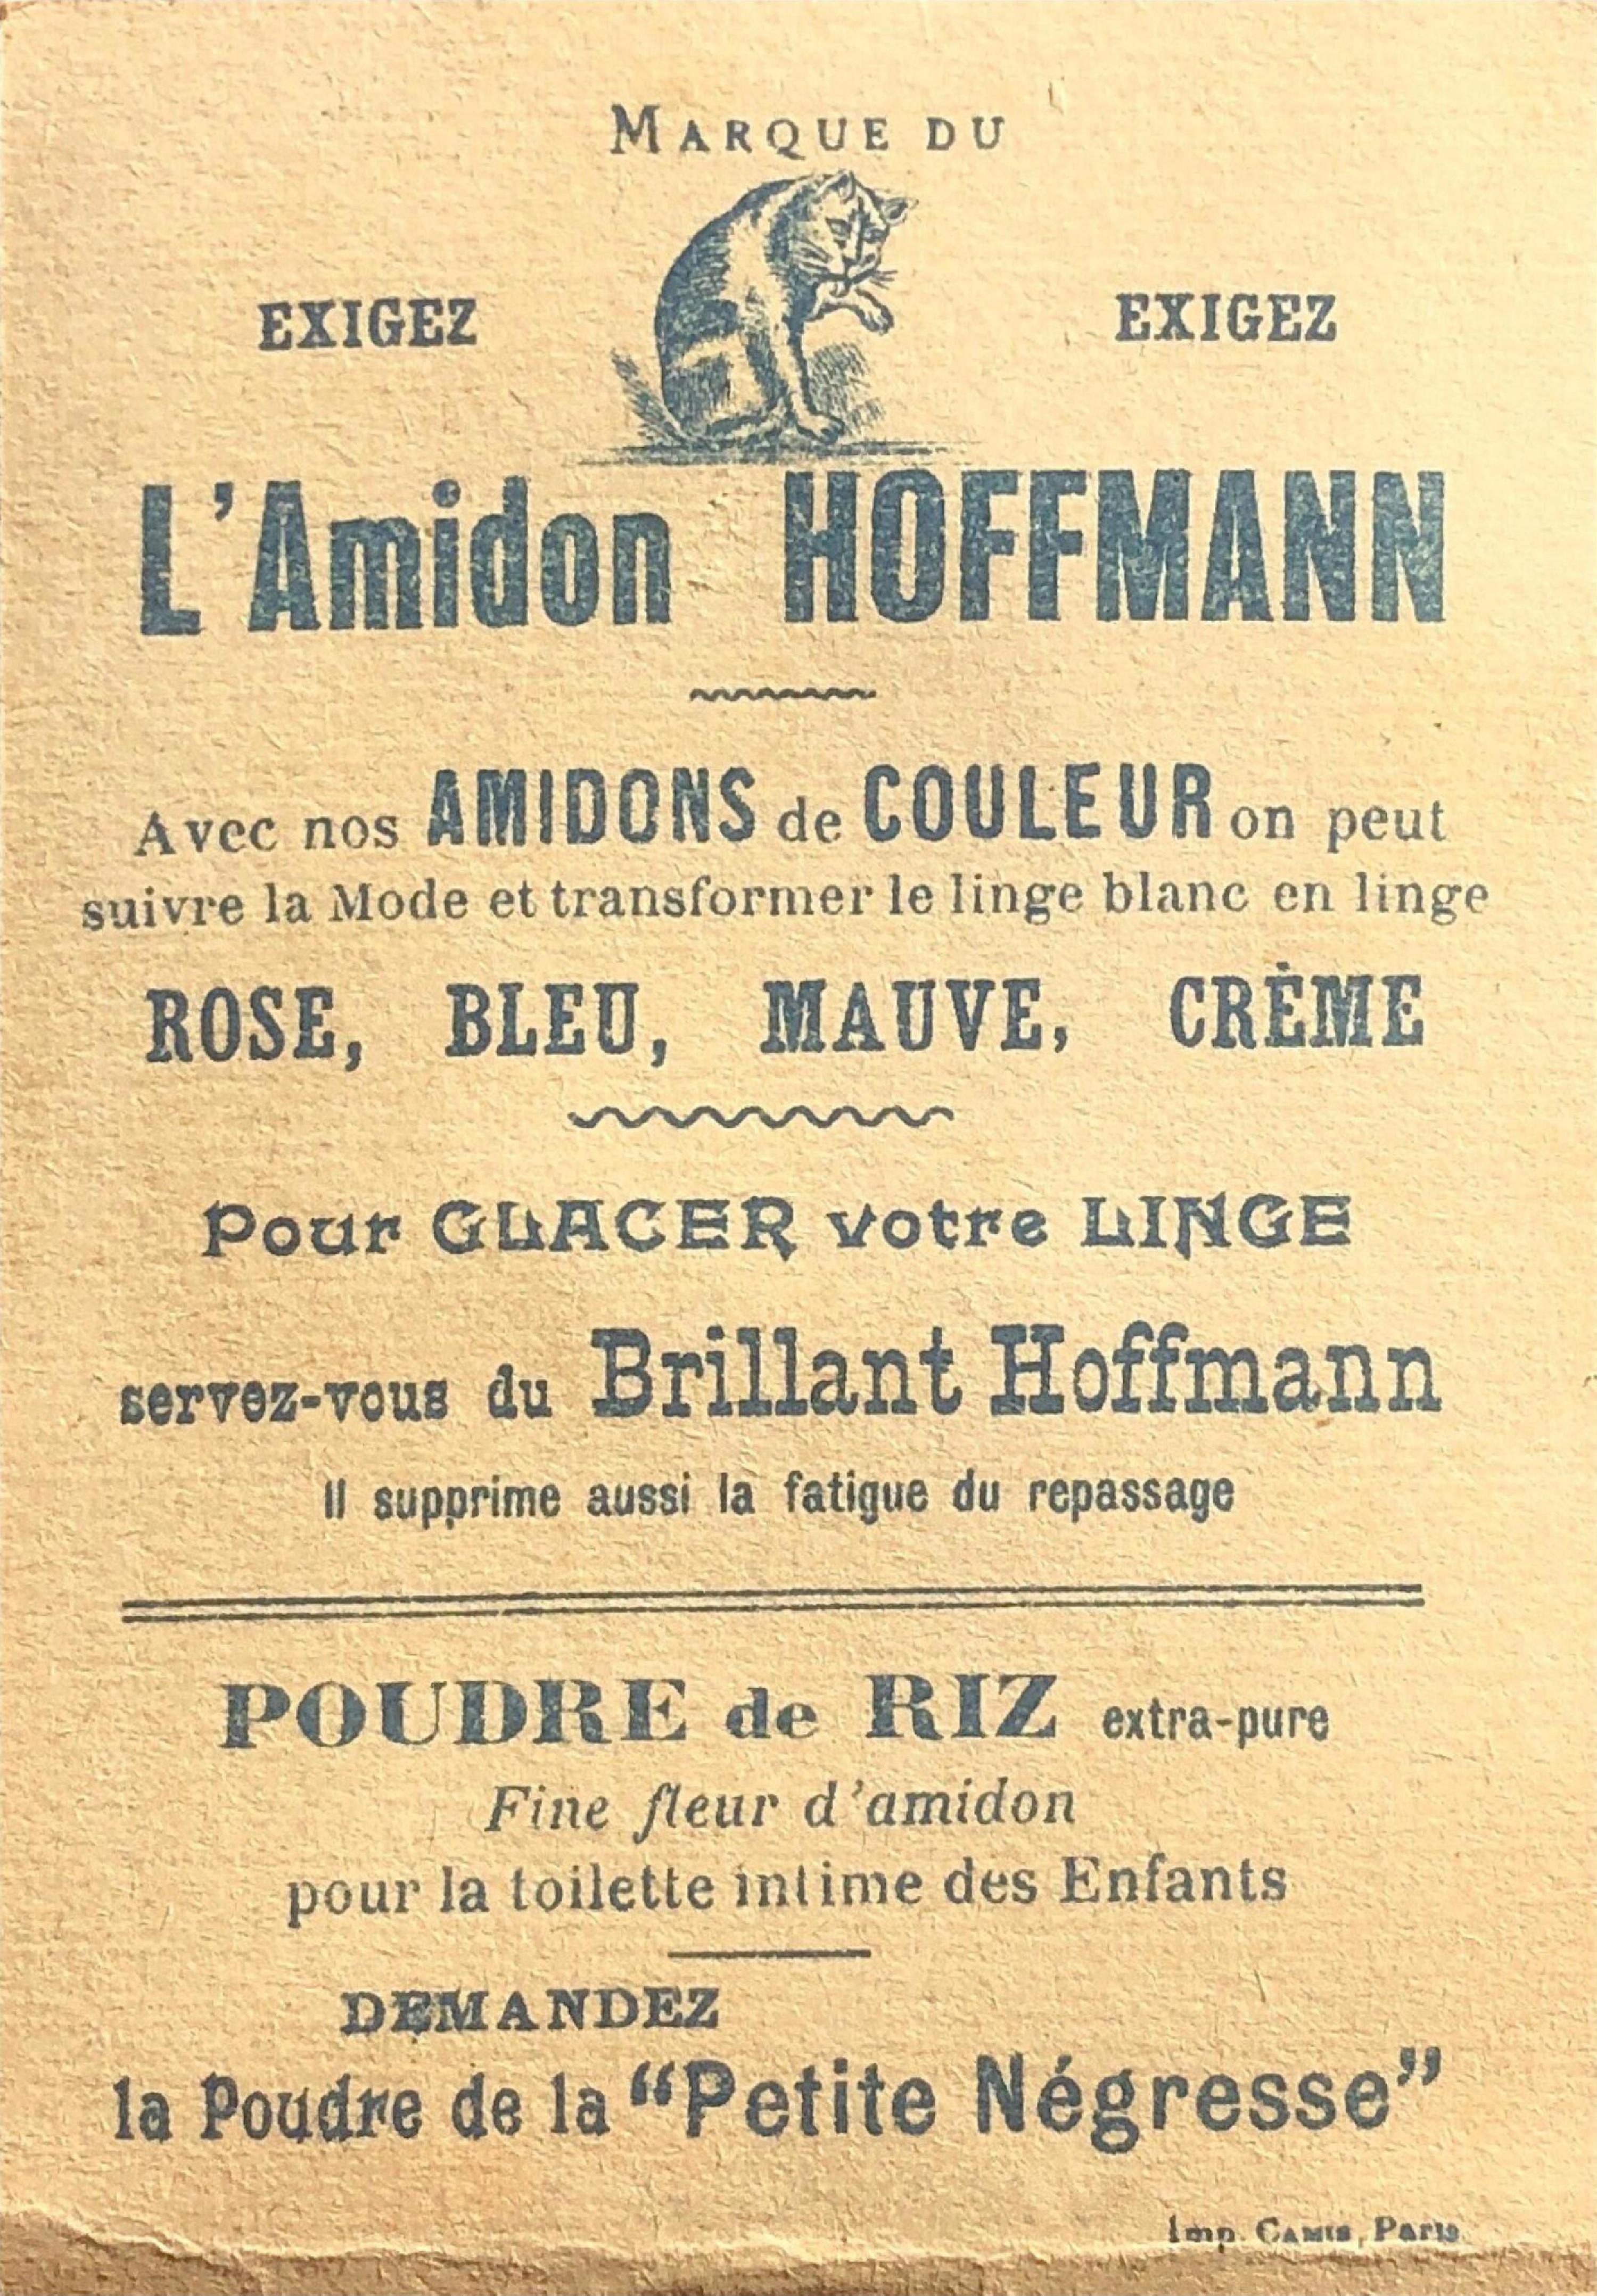 MARQUE DU
EXIGEZ EXIGEZ
L'Amidon HOFFMANN
Avec nos AMIDONS de COULEUR on peut
suivre la Mode et transformer le linge blanc en linge
ROSE, BLEU, MAUVE, CRÈME
Pour GLACER votre LINGE
servez-vous du Brillant Hoffmann
Il supprime aussi la fatigue du repassage
POUDRE de RIZ extra-pure
Fine fleur d'amidon
pour la toilette intime des Enfants
DEMANDEZ
la Poudre de la "Petite Négresse"
Imp. CAMIS, Paris